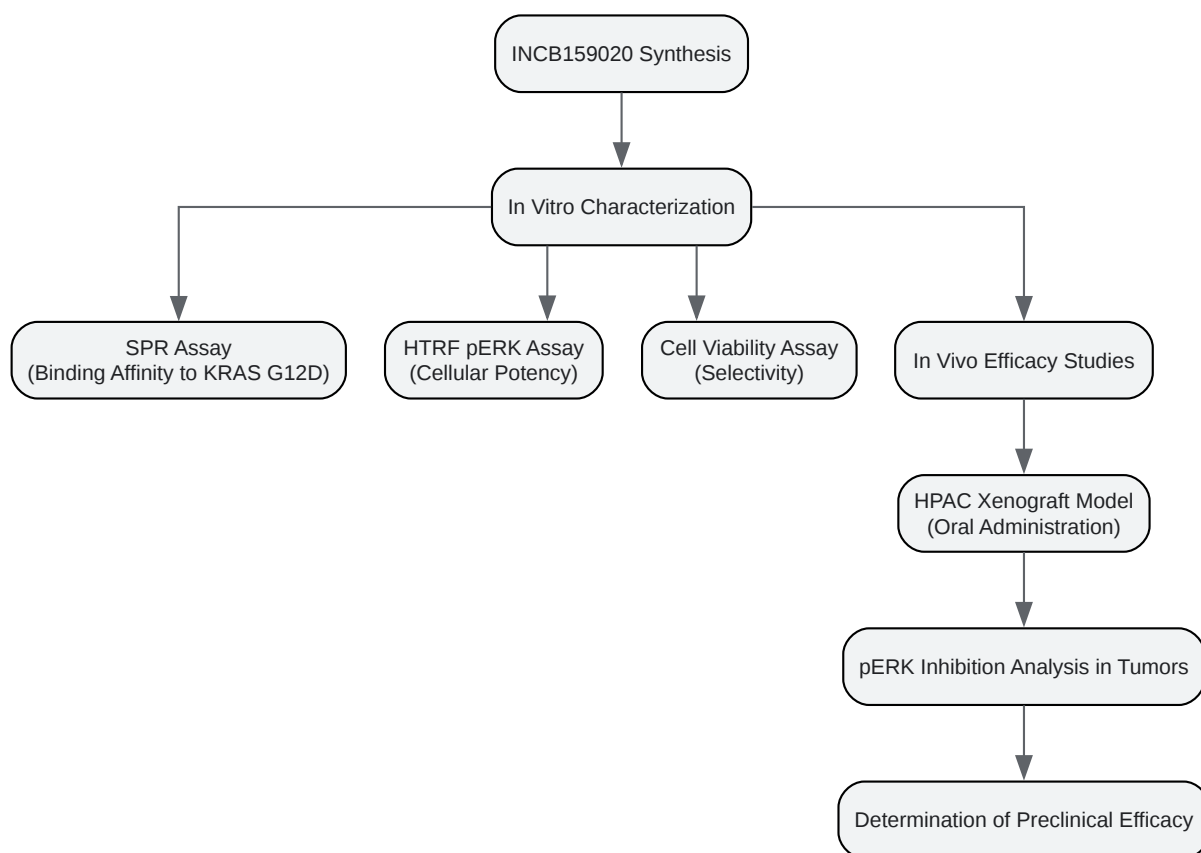 INCB159020 Synthesis
In Vitro Characterization
SPR Assay
(Binding Affinity to KRAS G12D)
HTRF pERK Assay
(Cellular Potency)
Cell Viability Assay
(Selectivity)
In Vivo Efficacy Studies
HPAC Xenograft Model
(Oral Administration)
pERK Inhibition Analysis in Tumors
Determination of Preclinical Efficacy